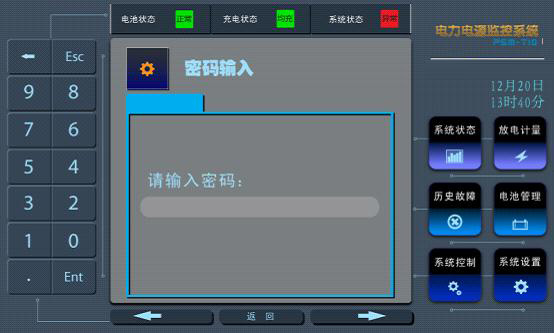 电池状态 正常 充电状态 均充 系统状态 异常
电力电源监控系统
PSM-T10
Esc
密码输入
9 8
12月20日
13时40分
7 6
系统状态 放电计量
5 4
请输入密码:
3 2
历史故障 电池管理
1 0
系统控制 系统设置
. Ent
返 回